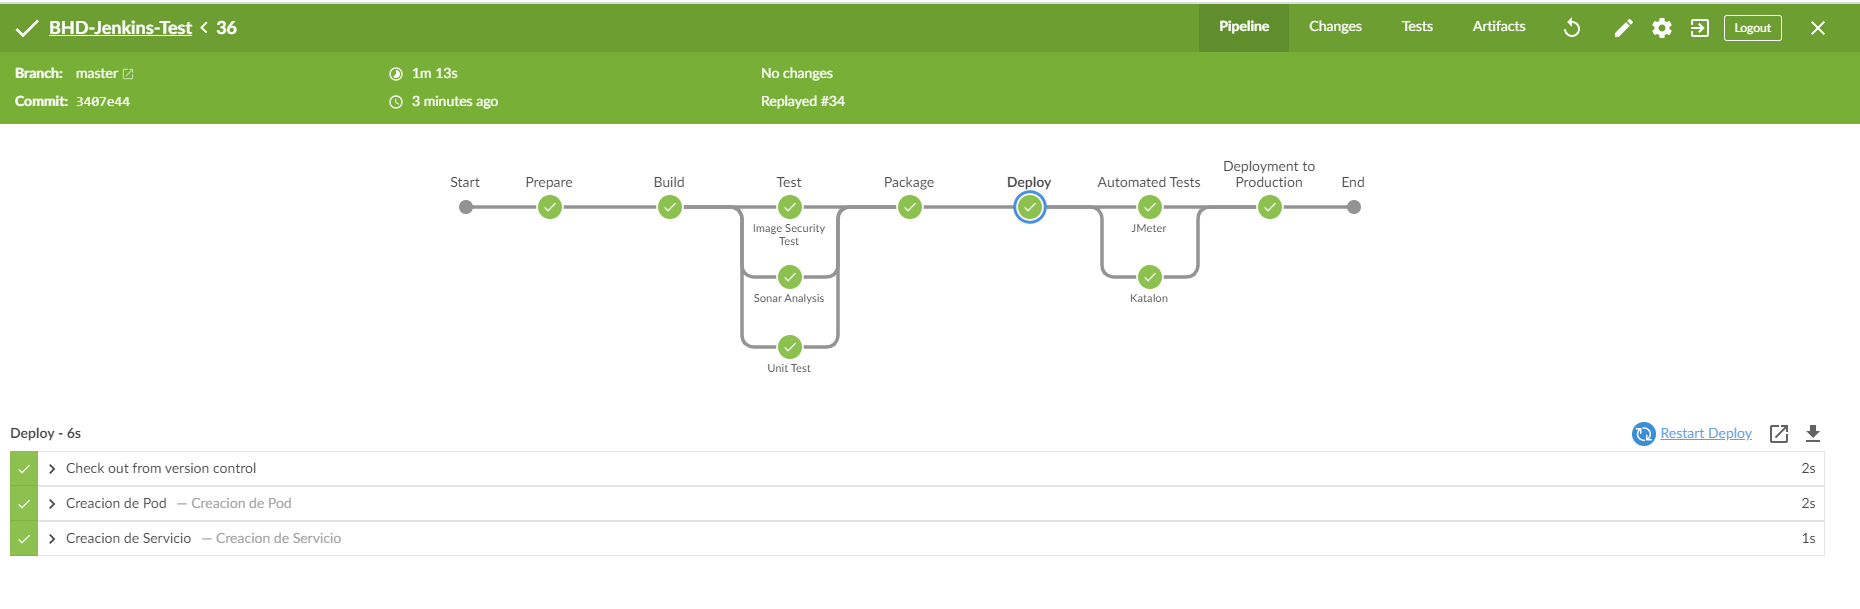 BHD-Jenkins-Test < 36
Pipeline
Changes
Tests
Artifacts
Logout
Branch: master
1m 13s
No changes
Commit: 3407e44
3 minutes ago
Replayed #34
Start
Prepare
Build
Test
Package
Deploy
Automated Tests
Deployment to
Production
End
Image Security
Test
JMeter
Sonar Analysis
Katalon
Unit Test
Deploy - 6s
Restart Deploy
Check out from version control
2s
Creacion de Pod — Creacion de Pod
2s
Creacion de Servicio — Creacion de Servicio
1s